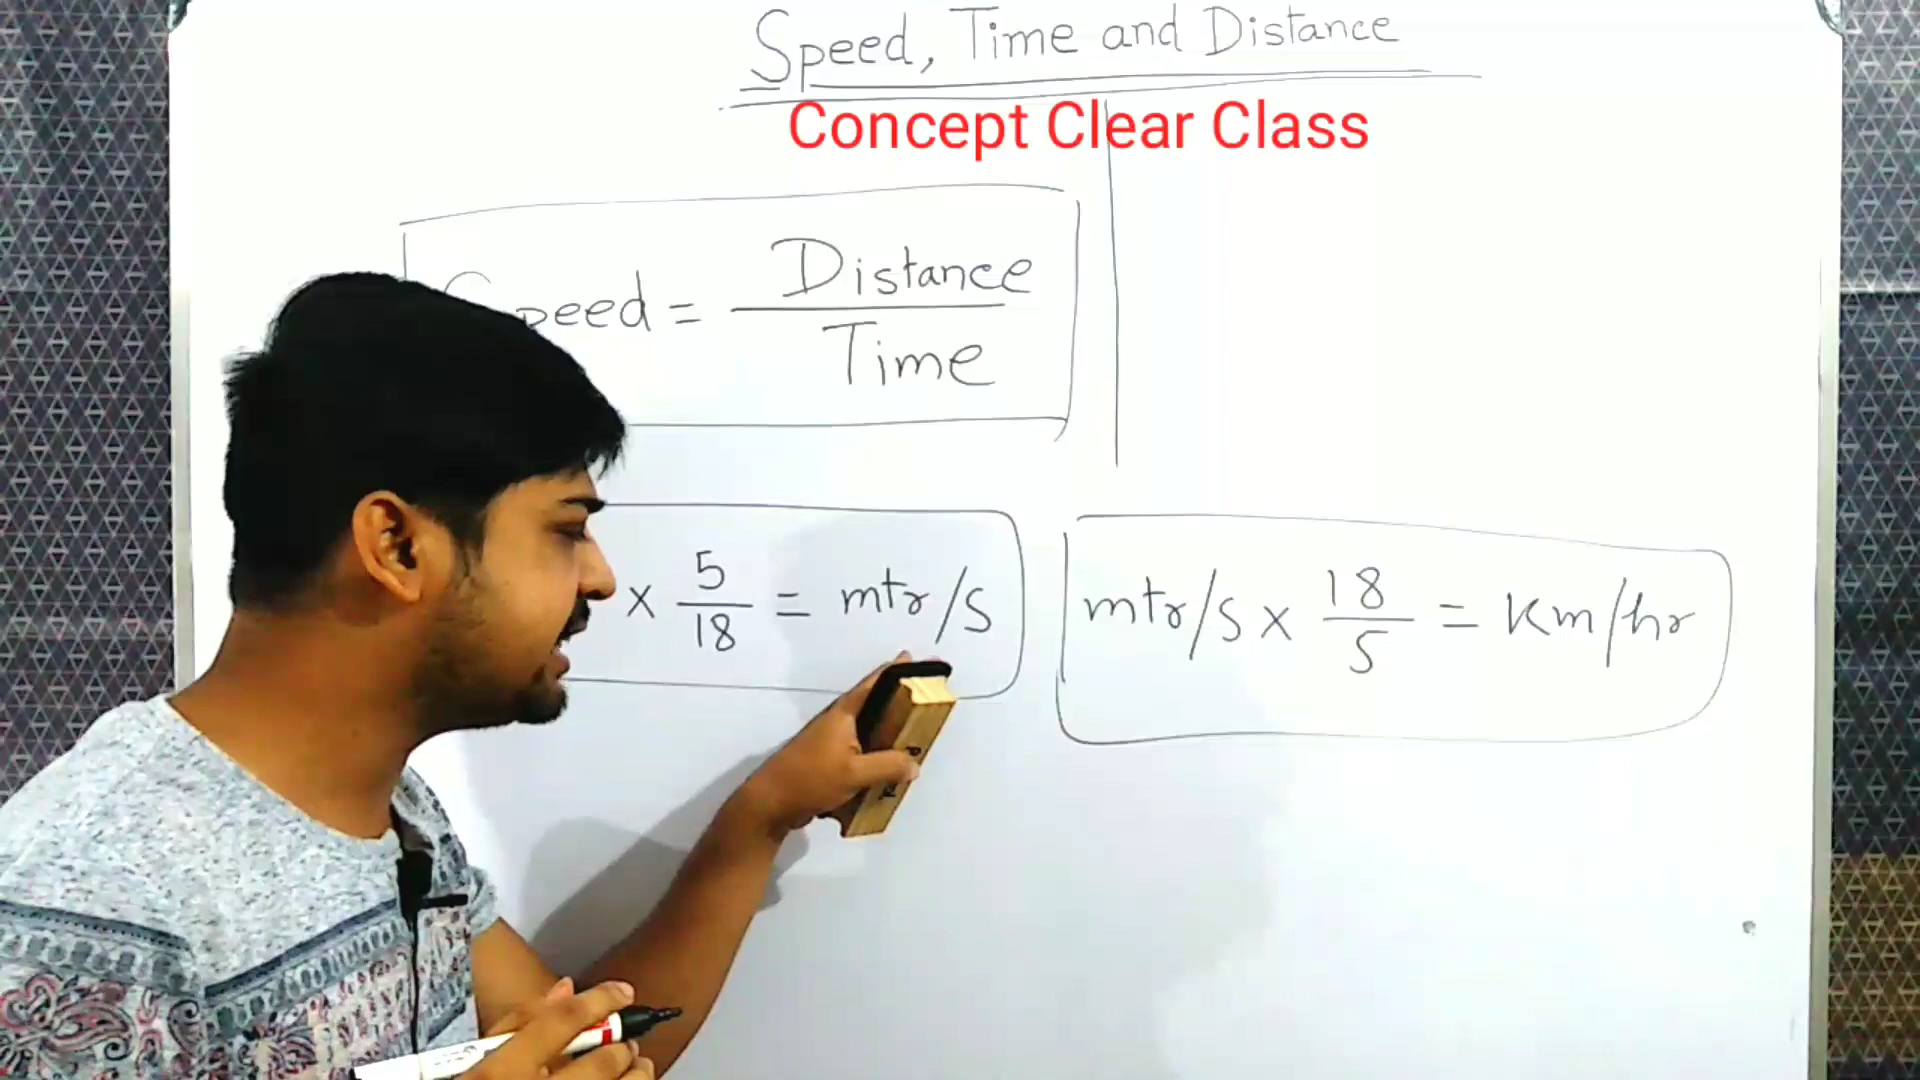 Speed, Time and Distance
Concept Clear Class
Speed = Distance
Time
x 5/18 = mtr/s
mtr/s x 18/5 = Km/hr